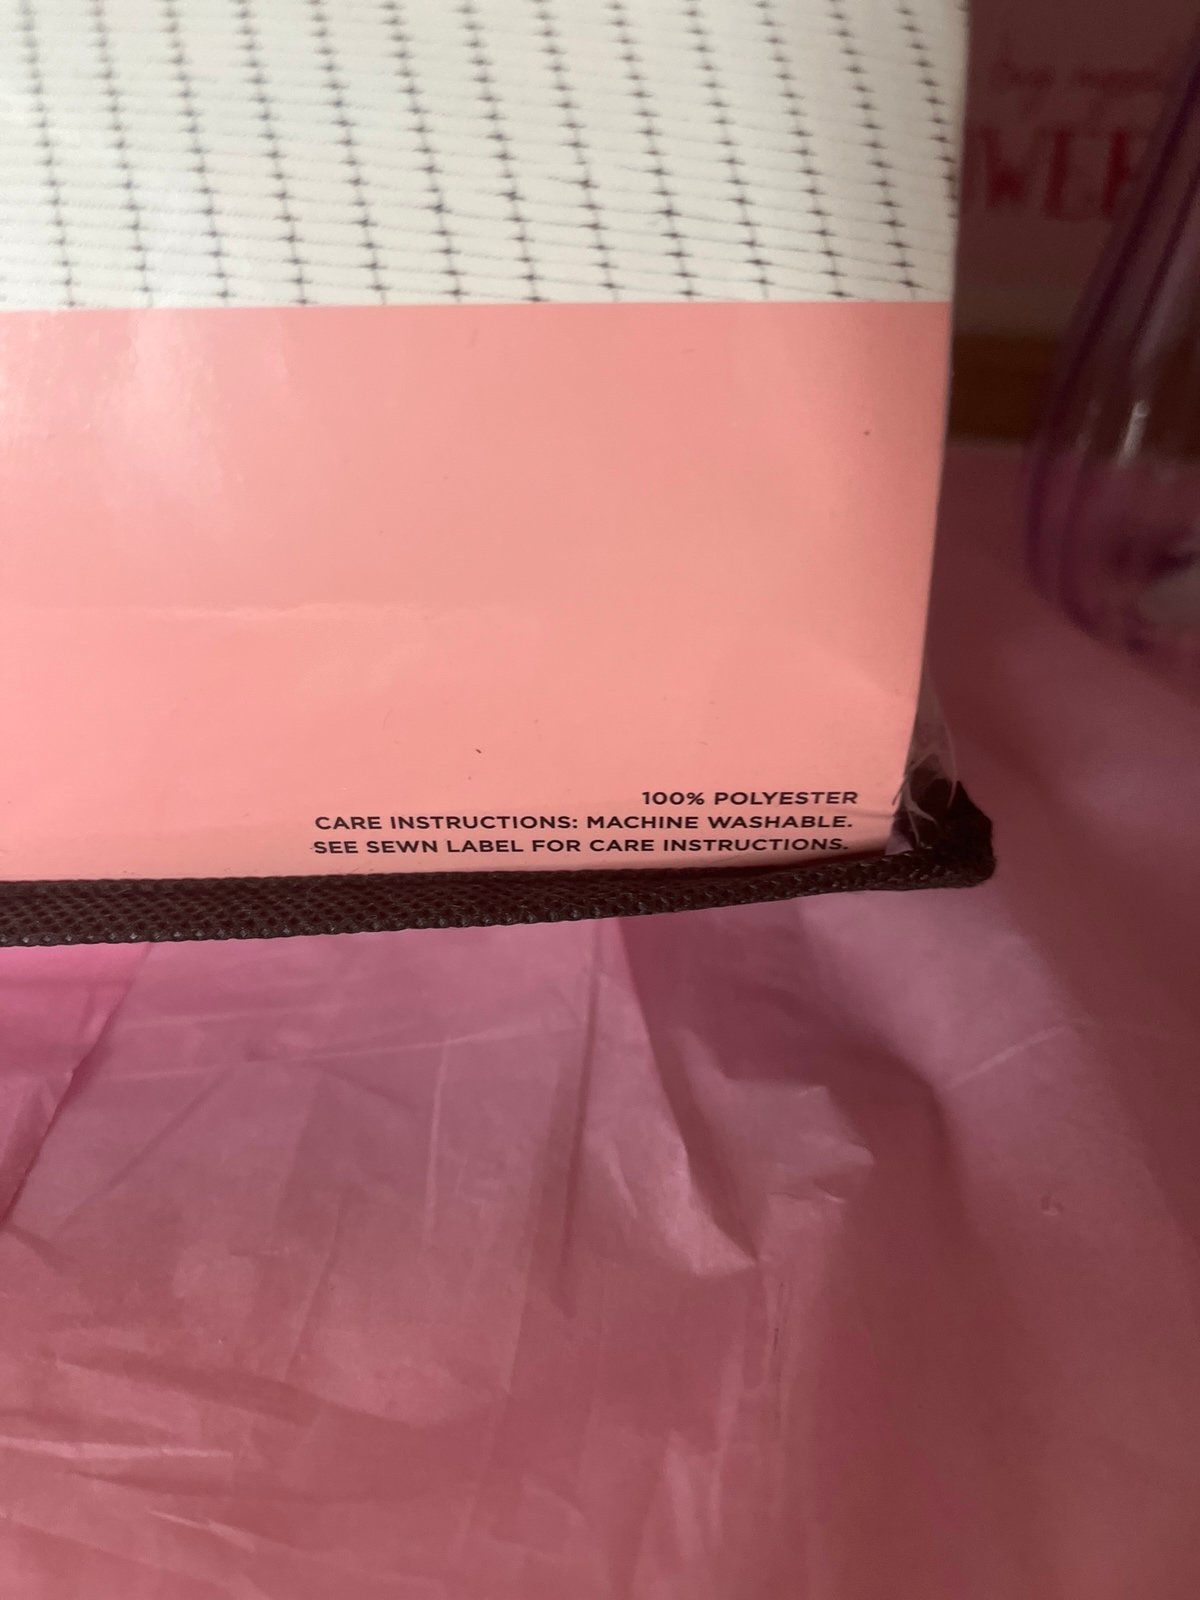 100% POLYESTER
CARE INSTRUCTIONS: MACHINE WASHABLE.
SEE SEWN LABEL FOR CARE INSTRUCTIONS.